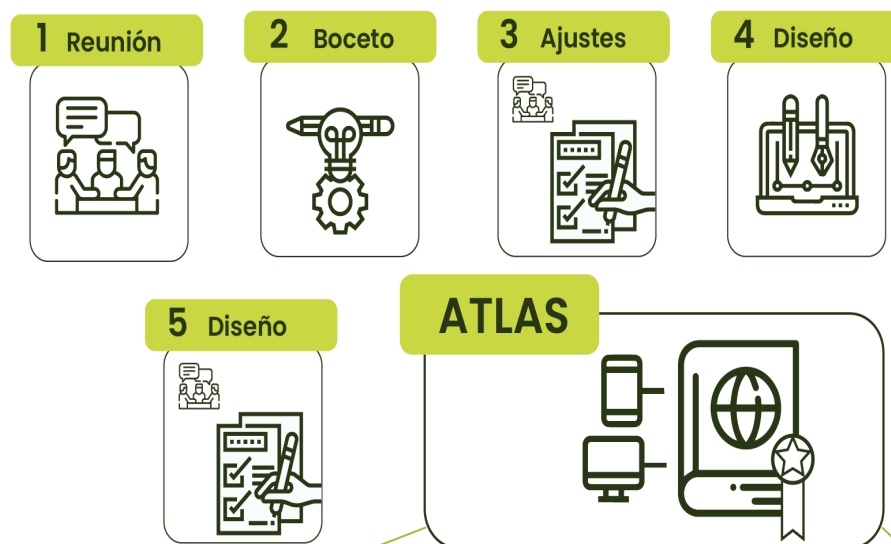 1 Reunión
2 Boceto
3 Ajustes
4 Diseño
5 Diseño
ATLAS